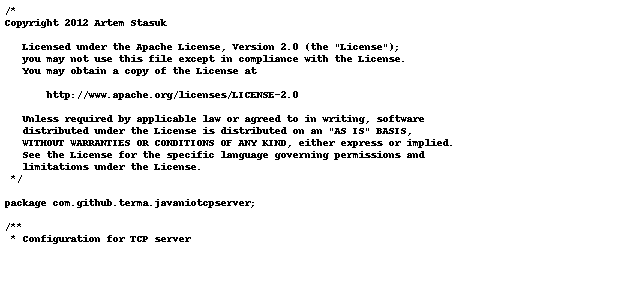 /*
Copyright 2012 Artem Stasuk

   Licensed under the Apache License, Version 2.0 (the "License");
   you may not use this file except in compliance with the License.
   You may obtain a copy of the License at

       http://www.apache.org/licenses/LICENSE-2.0

   Unless required by applicable law or agreed to in writing, software
   distributed under the License is distributed on an "AS IS" BASIS,
   WITHOUT WARRANTIES OR CONDITIONS OF ANY KIND, either express or implied.
   See the License for the specific language governing permissions and
   limitations under the License.
 */

package com.github.terma.javaniotcpserver;

/**
 * Configuration for TCP server